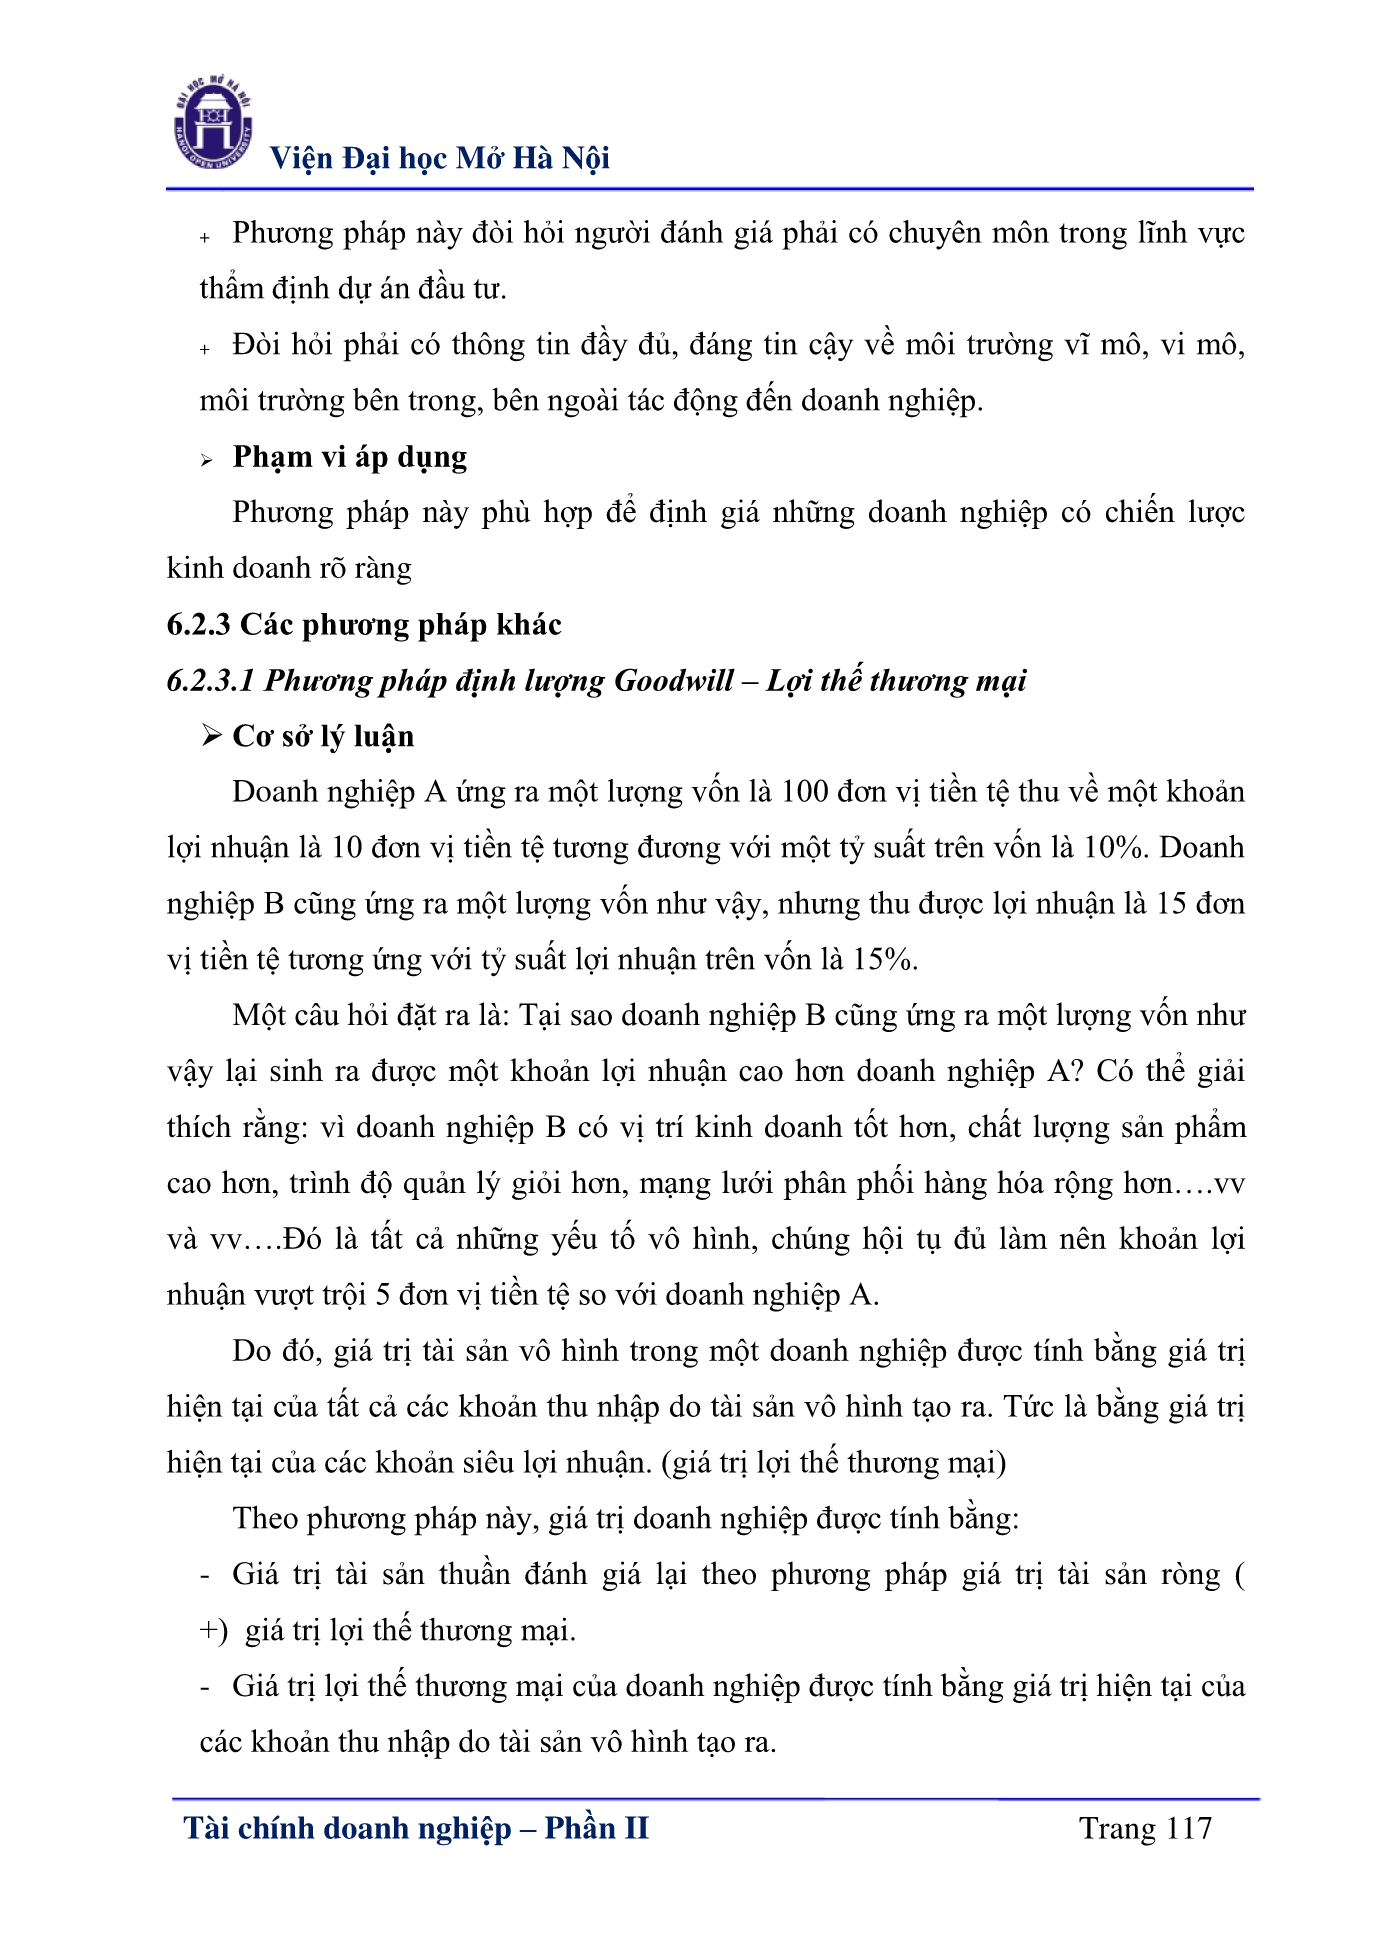 ĐẠI HỌC MỞ HÀ NỘI
HANOI OPEN UNIVERSITY
Viện Đại học Mở Hà Nội
+ Phương pháp này đòi hỏi người đánh giá phải có chuyên môn trong lĩnh vực
thẩm định dự án đầu tư.
+ Đòi hỏi phải có thông tin đầy đủ, đáng tin cậy về môi trường vĩ mô, vi mô,
môi trường bên trong, bên ngoài tác động đến doanh nghiệp.
➢ Phạm vi áp dụng
Phương pháp này phù hợp để định giá những doanh nghiệp có chiến lược
kinh doanh rõ ràng
6.2.3 Các phương pháp khác
6.2.3.1 Phương pháp định lượng Goodwill – Lợi thế thương mại
➢ Cơ sở lý luận
Doanh nghiệp A ứng ra một lượng vốn là 100 đơn vị tiền tệ thu về một khoản
lợi nhuận là 10 đơn vị tiền tệ tương đương với một tỷ suất trên vốn là 10%. Doanh
nghiệp B cũng ứng ra một lượng vốn như vậy, nhưng thu được lợi nhuận là 15 đơn
vị tiền tệ tương ứng với tỷ suất lợi nhuận trên vốn là 15%.
Một câu hỏi đặt ra là: Tại sao doanh nghiệp B cũng ứng ra một lượng vốn như
vậy lại sinh ra được một khoản lợi nhuận cao hơn doanh nghiệp A? Có thể giải
thích rằng: vì doanh nghiệp B có vị trí kinh doanh tốt hơn, chất lượng sản phẩm
cao hơn, trình độ quản lý giỏi hơn, mạng lưới phân phối hàng hóa rộng hơn….vv
và vv….Đó là tất cả những yếu tố vô hình, chúng hội tụ đủ làm nên khoản lợi
nhuận vượt trội 5 đơn vị tiền tệ so với doanh nghiệp A.
Do đó, giá trị tài sản vô hình trong một doanh nghiệp được tính bằng giá trị
hiện tại của tất cả các khoản thu nhập do tài sản vô hình tạo ra. Tức là bằng giá trị
hiện tại của các khoản siêu lợi nhuận. (giá trị lợi thế thương mại)
Theo phương pháp này, giá trị doanh nghiệp được tính bằng:
- Giá trị tài sản thuần đánh giá lại theo phương pháp giá trị tài sản ròng (
+) giá trị lợi thế thương mại.
- Giá trị lợi thế thương mại của doanh nghiệp được tính bằng giá trị hiện tại của
các khoản thu nhập do tài sản vô hình tạo ra.
Tài chính doanh nghiệp – Phần II Trang 117